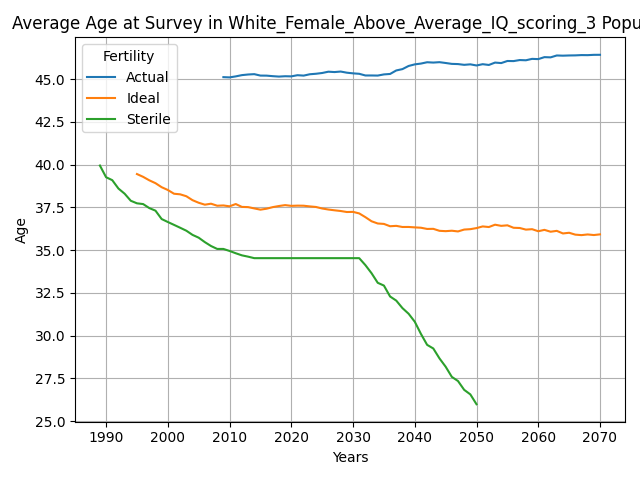 Average Age at Survey in White_Female_Above_Average_IQ_scoring_3 Popu
Fertility
Actual
Ideal
Sterile
45.0
42.5
40.0
37.5
35.0
32.5
30.0
27.5
25.0
Age
1990 2000 2010 2020 2030 2040 2050 2060 2070
Years